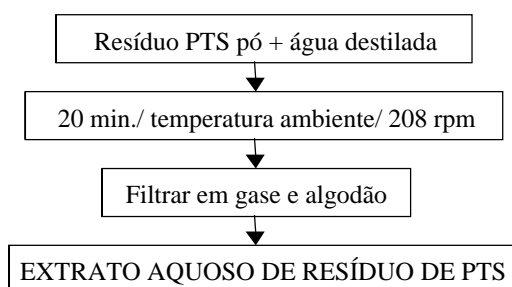 Resíduo PTS pó + água destilada
20 min./ temperatura ambiente/ 208 rpm
Filtrar em gase e algodão
EXTRATO AQUOSO DE RESÍDUO DE PTS